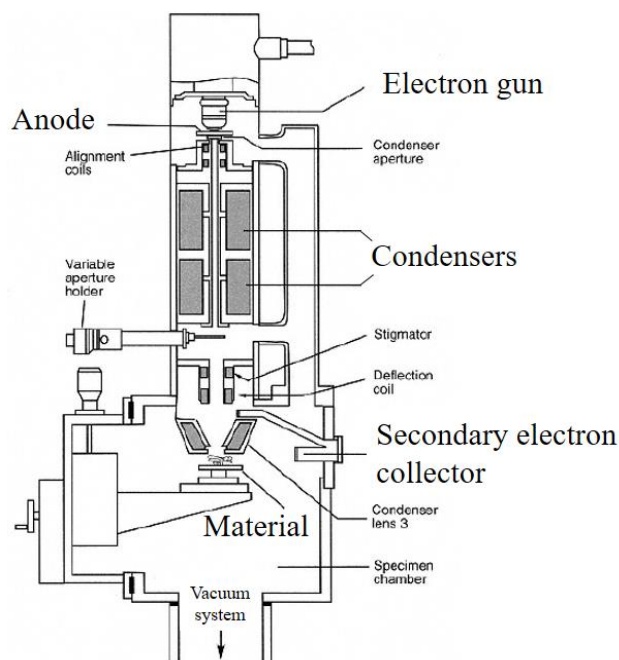 Electron gun
Anode
Alignment
coils
Condenser
aperture
Condensers
Variable
aperture
holder
Stigmator
Deflection
coil
Secondary electron
collector
Condenser
lens 3
Material
Specimen
chamber
Vacuum
system